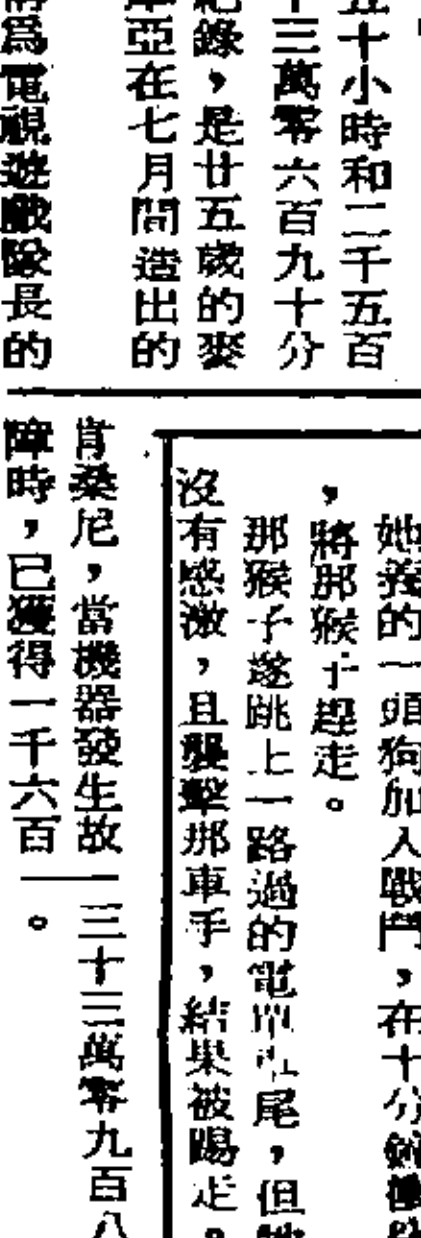 五十小時和二千五百
十三萬零六百九十分
紀錄，是廿五歲的麥
亞在七月間造出的
為電視遊戲隊長的
她養的一頭狗加入戰鬥，在十分鐘後
，將那猴子趕走。
那猴子遂跳上一路過的電單車尾，但牠
沒有感激，且襲擊那車手，結果被踢走。
肯桑尼，當機器發生故
障時，已獲得一千六百
三十三萬零九百八
。